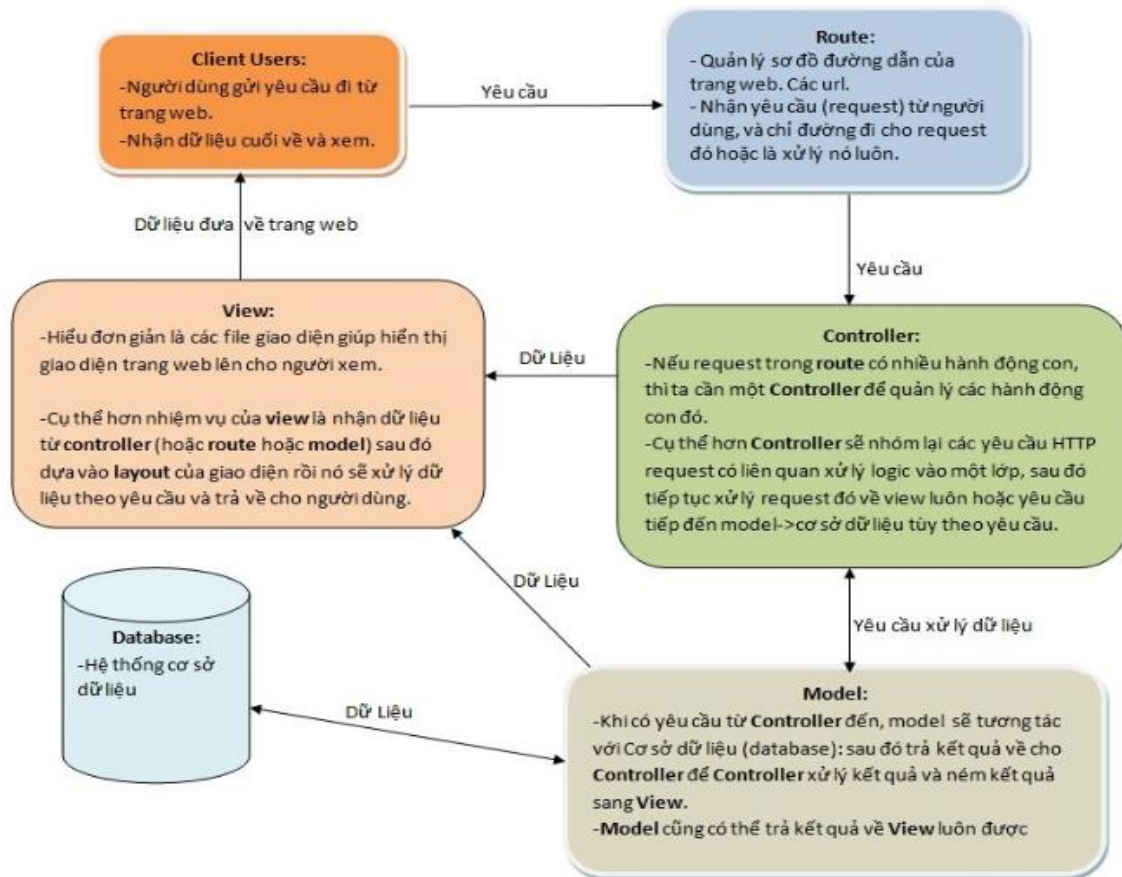 Client Users:
-Người dùng gửi yêu cầu đi từ
trang web.
-Nhận dữ liệu cuối về và xem.
Yêu cầu
Route:
- Quản lý sơ đồ đường dẫn của
trang web. Các url.
- Nhận yêu cầu (request) từ người
dùng, và chỉ đường đi cho request
đó hoặc là xử lý nó luôn.
Dữ liệu đưa về trang web
Yêu cầu
View:
-Hiểu đơn giản là các file giao diện giúp hiển thị
giao diện trang web lên cho người xem.
-Cụ thể hơn nhiệm vụ của view là nhận dữ liệu
từ controller (hoặc route hoặc model) sau đó
dựa vào layout của giao diện rồi nó sẽ xử lý dữ
liệu theo yêu cầu và trả về cho người dùng.
Dữ Liệu
Controller:
-Nếu request trong route có nhiều hành động con,
thì ta cần một Controller để quản lý các hành động
con đó.
-Cụ thể hơn Controller sẽ nhóm lại các yêu cầu HTTP
request có liên quan xử lý logic vào một lớp, sau đó
tiếp tục xử lý request đó về view luôn hoặc yêu cầu
tiếp đến model->cơ sở dữ liệu tùy theo yêu cầu.
Dữ Liệu
Yêu cầu xử lý dữ liệu
Database:
-Hệ thống cơ sở
dữ liệu
Dữ Liệu
Model:
-Khi có yêu cầu từ Controller đến, model sẽ tương tác
với Cơ sở dữ liệu (database): sau đó trả kết quả về cho
Controller để Controller xử lý kết quả và ném kết quả
sang View.
-Model cũng có thể trả kết quả về View luôn được